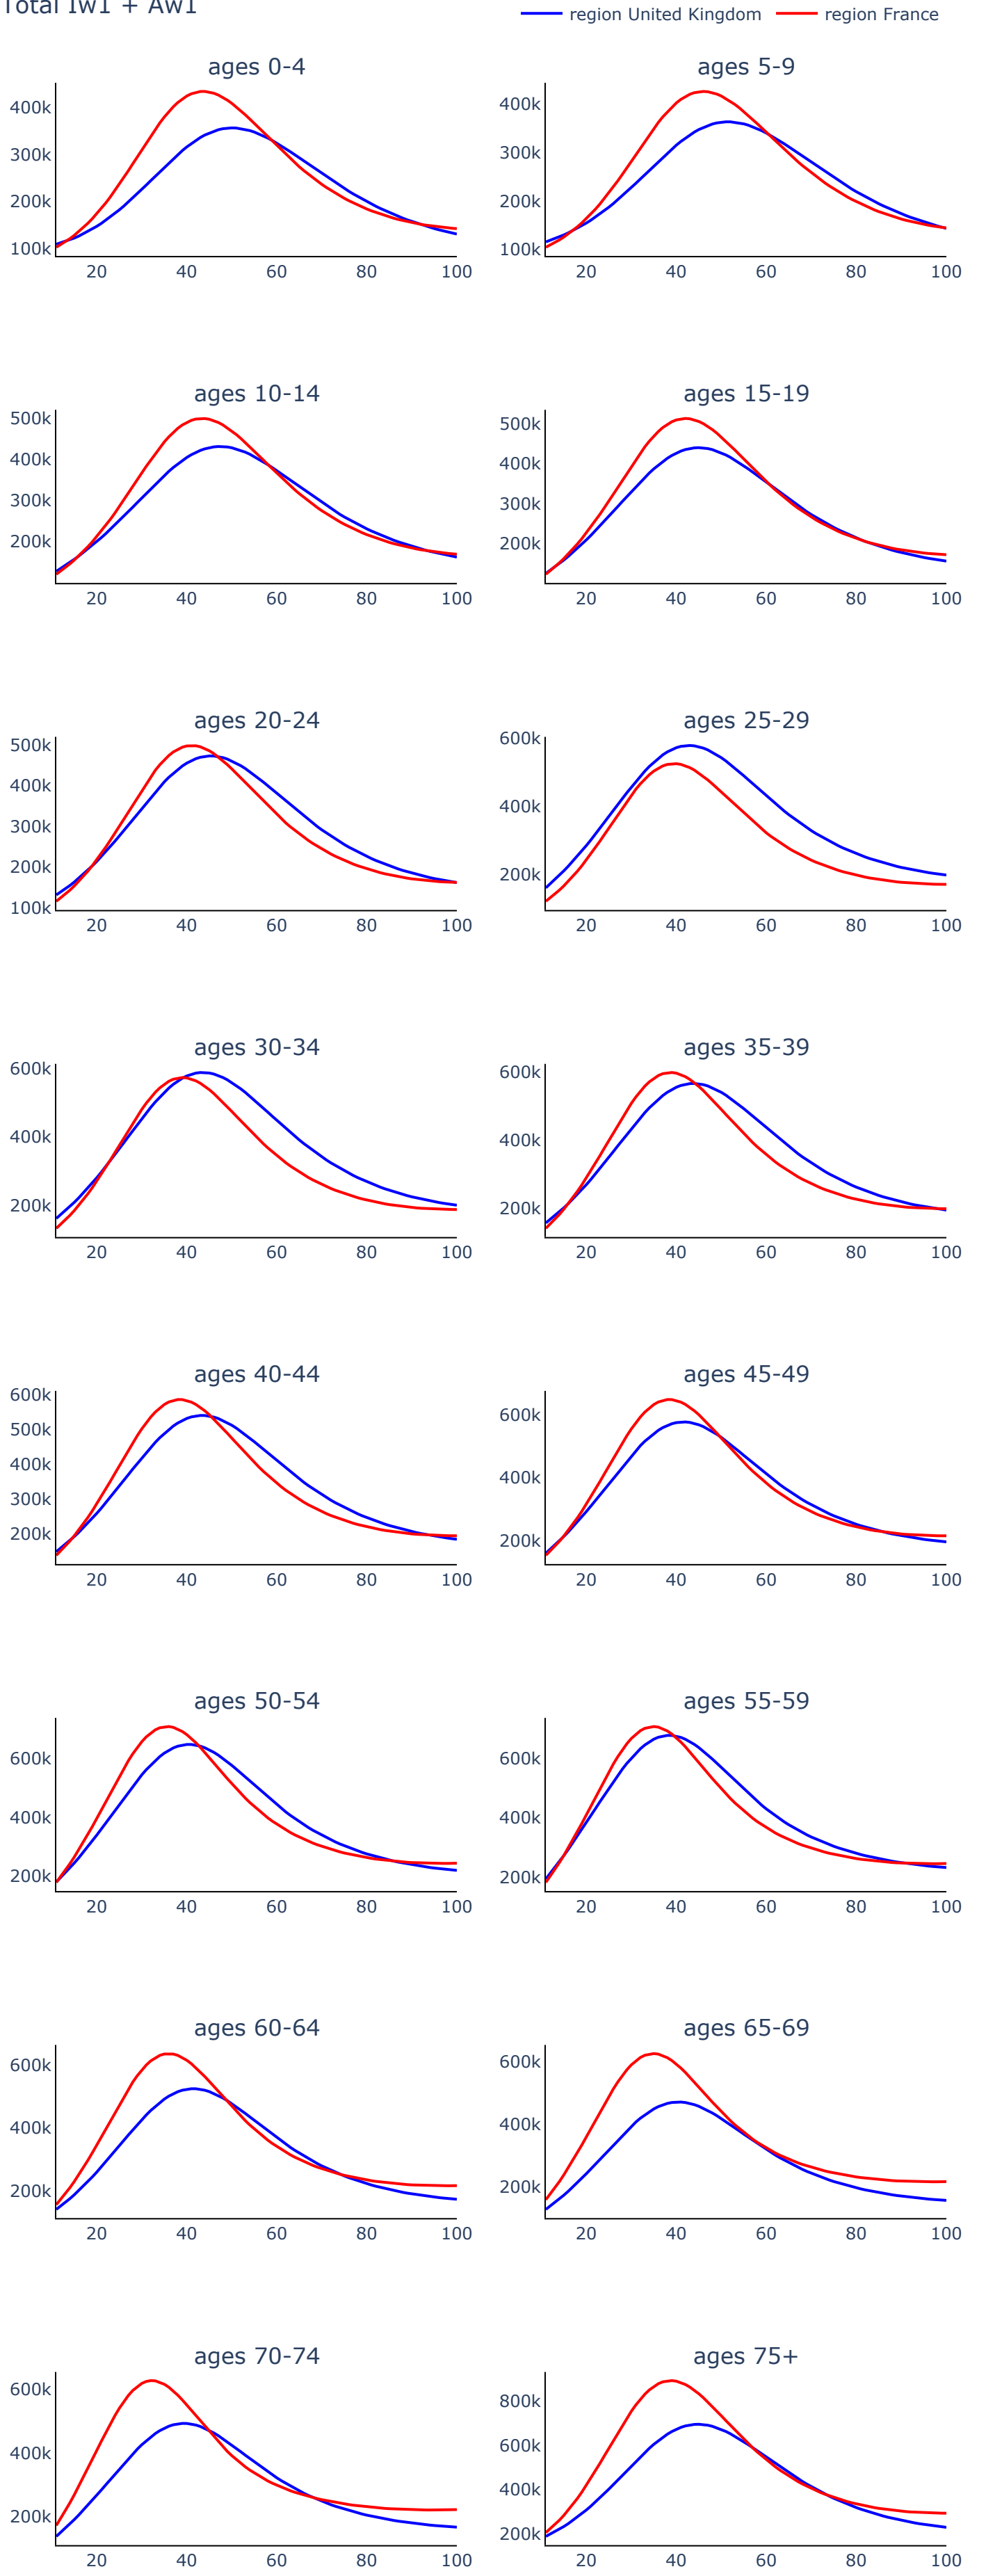 Total Iw1 + Aw1
region United Kingdom region France
ages 0-4 ages 5-9
400k 400k
300k 300k
200k 200k
100k 100k
20 40 60 80 100 20 40 60 80 100
ages 10-14 ages 15-19
500k 500k
400k 400k
300k 300k
200k 200k
20 40 60 80 100 20 40 60 80 100
ages 20-24 ages 25-29
500k 600k
400k 400k
300k
200k 200k
100k
20 40 60 80 100 20 40 60 80 100
ages 30-34 ages 35-39
600k 600k
400k 400k
200k 200k
20 40 60 80 100 20 40 60 80 100
ages 40-44 ages 45-49
600k 600k
500k
400k 400k
300k
200k 200k
20 40 60 80 100 20 40 60 80 100
ages 50-54 ages 55-59
600k 600k
400k 400k
200k 200k
20 40 60 80 100 20 40 60 80 100
ages 60-64 ages 65-69
600k 600k
400k 400k
200k 200k
20 40 60 80 100 20 40 60 80 100
ages 70-74 ages 75+
600k 800k
400k 600k
200k 400k
200k
20 40 60 80 100 20 40 60 80 100